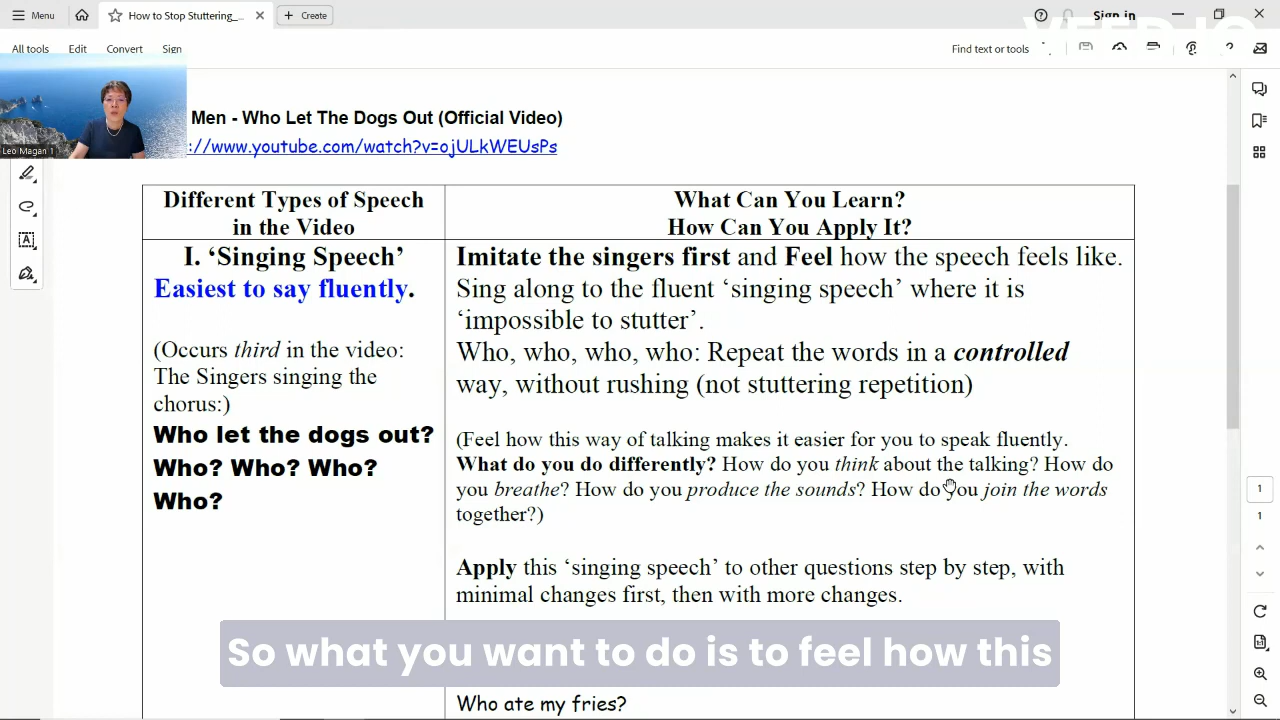 Menu
How to Stop Stuttering_...
Create
Sign in
All tools
Edit
Convert
Sign
Find text or tools
Leo Magan 1
Men - Who Let The Dogs Out (Official Video)
://www.youtube.com/watch?v=ojULkWEUsPs
Different Types of Speech
in the Video
What Can You Learn?
How Can You Apply It?
I. ‘Singing Speech’
Easiest to say fluently.
(Occurs third in the video:
The Singers singing the
chorus:)
Who let the dogs out?
Who? Who? Who?
Who?
Imitate the singers first and Feel how the speech feels like.
Sing along to the fluent ‘singing speech’ where it is
‘impossible to stutter’.
Who, who, who, who: Repeat the words in a controlled
way, without rushing (not stuttering repetition)
(Feel how this way of talking makes it easier for you to speak fluently.
What do you do differently? How do you think about the talking? How do
you breathe? How do you produce the sounds? How do you join the words
together?)
Apply this ‘singing speech’ to other questions step by step, with
minimal changes first, then with more changes.
Who ate my fries?
1
1
So what you want to do is to feel how this